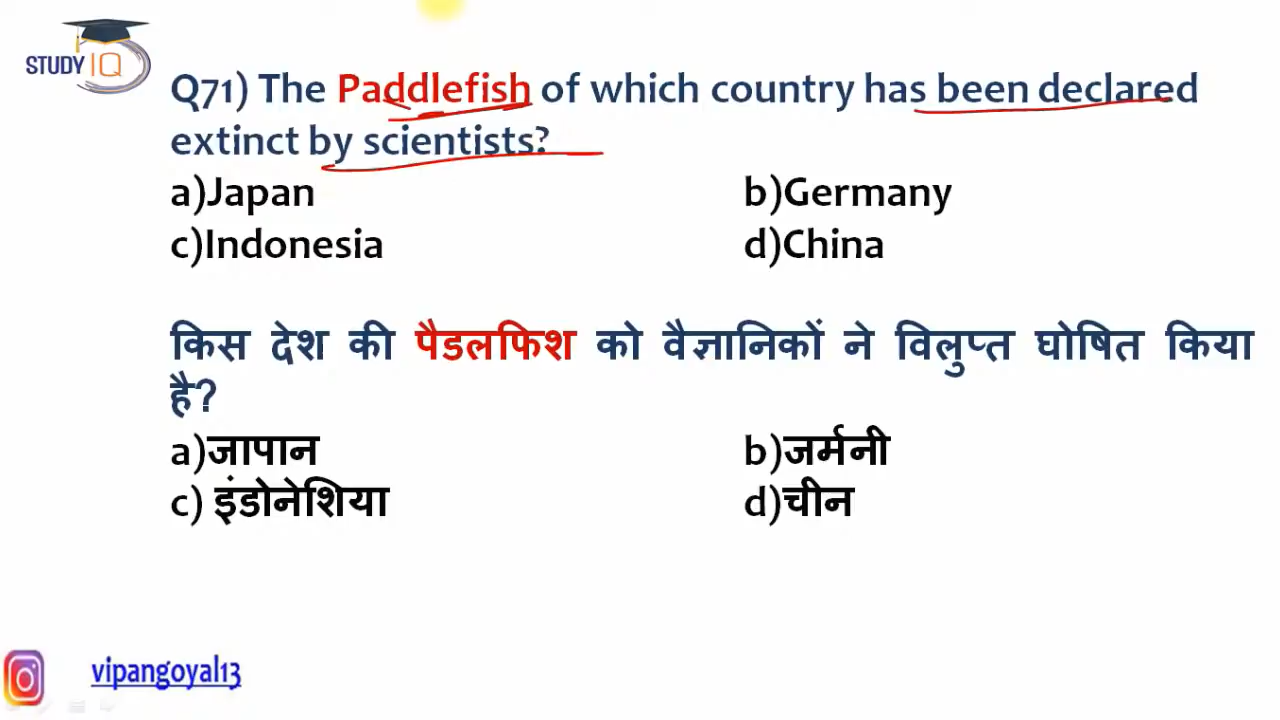 STUDY IQ
Q71) The Paddlefish of which country has been declared
extinct by scientists?
a)Japan b)Germany
c)Indonesia d)China
किस देश की पैडलफिश को वैज्ञानिकों ने विलुप्त घोषित किया
है?
a)जापान b)जर्मनी
c) इंडोनेशिया d)चीन
vipangoyal13